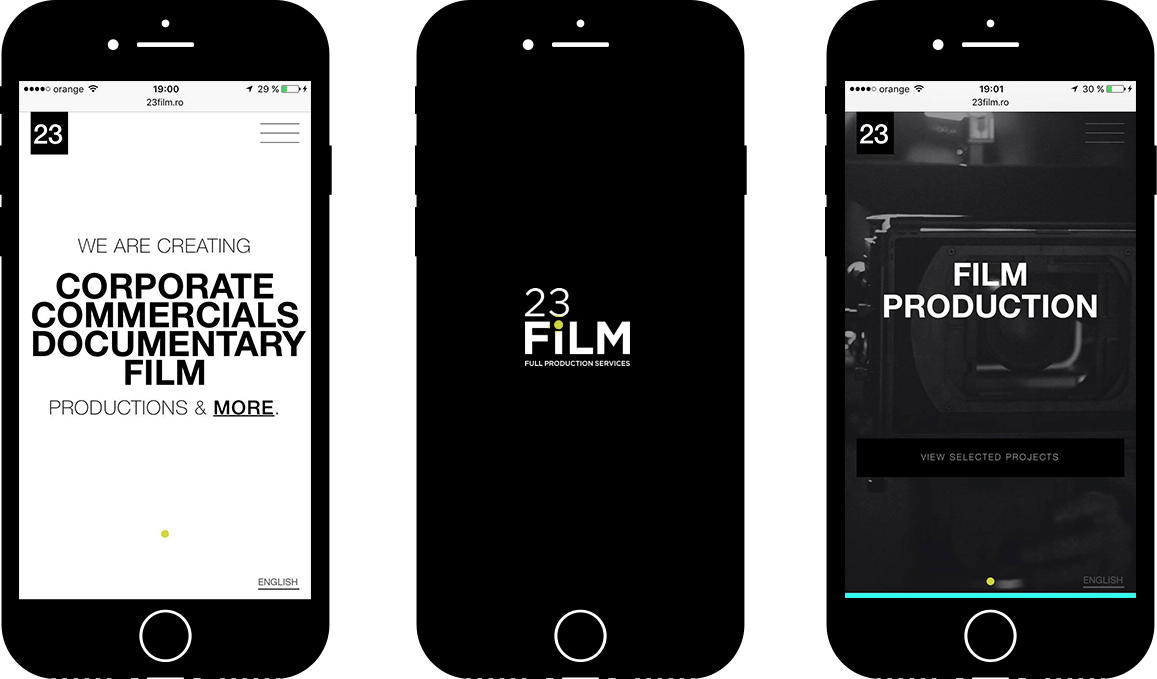 orange 19:00 29 %
23film.ro
23
WE ARE CREATING
CORPORATE
COMMERCIALS
DOCUMENTARY
FILM
PRODUCTIONS & MORE.
ENGLISH
23
FiLM
FULL PRODUCTION SERVICES
orange 19:01 30 %
23film.ro
23
FILM
PRODUCTION
VIEW SELECTED PROJECTS
ENGLISH